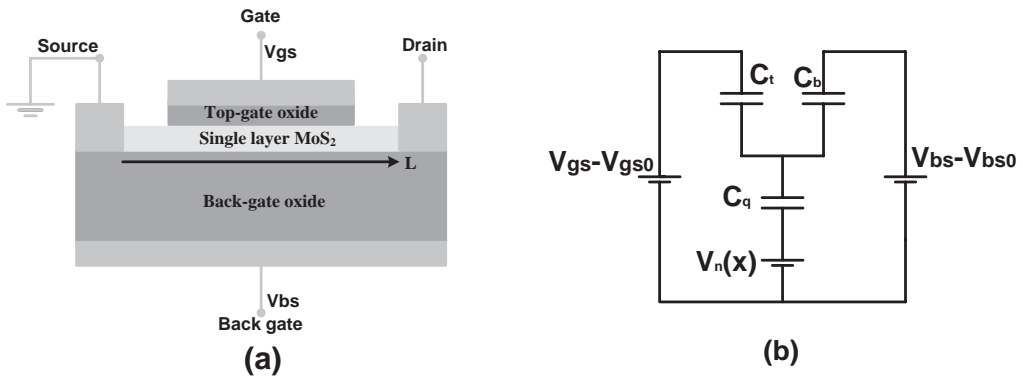 Gate
Vgs
Source
Drain
Top-gate oxide
Single layer MoS₂
L
Back-gate oxide
Vbs
Back gate
(a)
Cₜ
C_b
Vgs-Vgs0
Vbs-Vbs0
C_q
Vₙ(x)
(b)